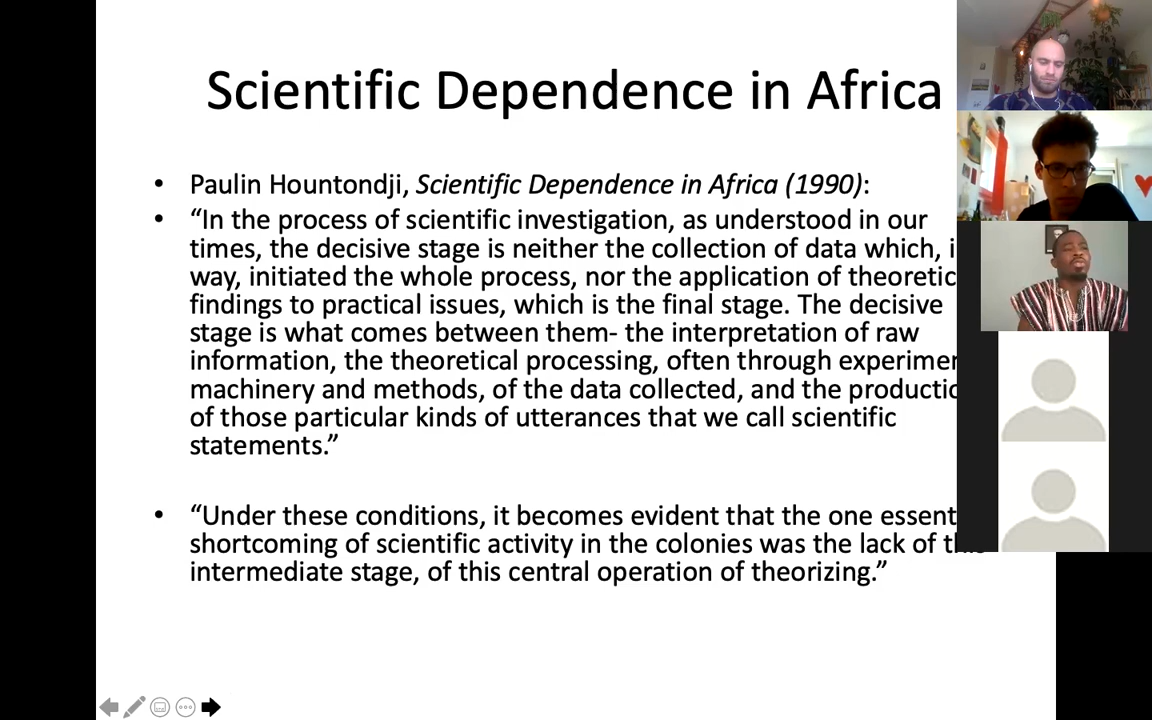 Scientific Dependence in Africa
• Paulin Hountondji, Scientific Dependence in Africa (1990):
• “In the process of scientific investigation, as understood in our
times, the decisive stage is neither the collection of data which, i
way, initiated the whole process, nor the application of theoretic
findings to practical issues, which is the final stage. The decisive
stage is what comes between them- the interpretation of raw
information, the theoretical processing, often through experimen
machinery and methods, of the data collected, and the productio
of those particular kinds of utterances that we call scientific
statements.”
• “Under these conditions, it becomes evident that the one essent
shortcoming of scientific activity in the colonies was the lack of
intermediate stage, of this central operation of theorizing.”